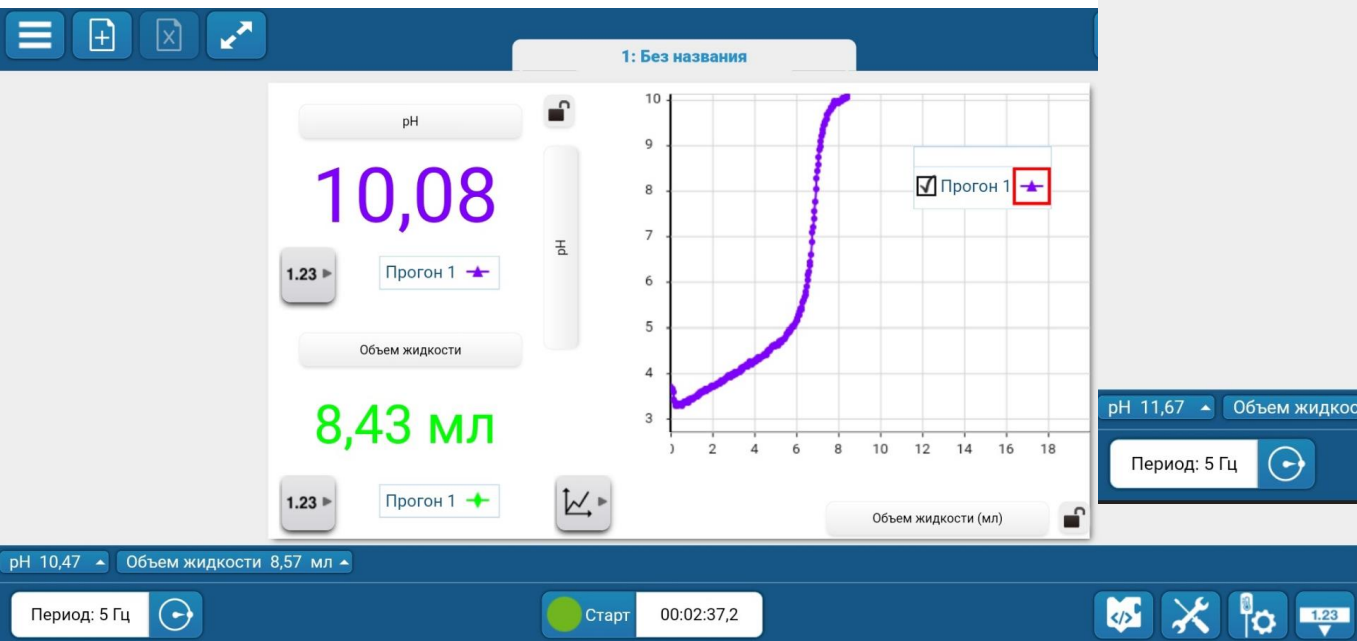 1: Без названия
pH
10,08
1.23
Прогон 1
Объем жидкости
8,43 мл
1.23
Прогон 1
pH
10
9
8
7
6
5
4
3
Прогон 1
2 4 6 8 10 12 14 16 18
Объем жидкости (мл)
pH 10,47 Объем жидкости 8,57 мл
Период: 5 Гц
Старт 00:02:37,2
</>
1.23
pH 11,67 Объем жидкос
Период: 5 Гц